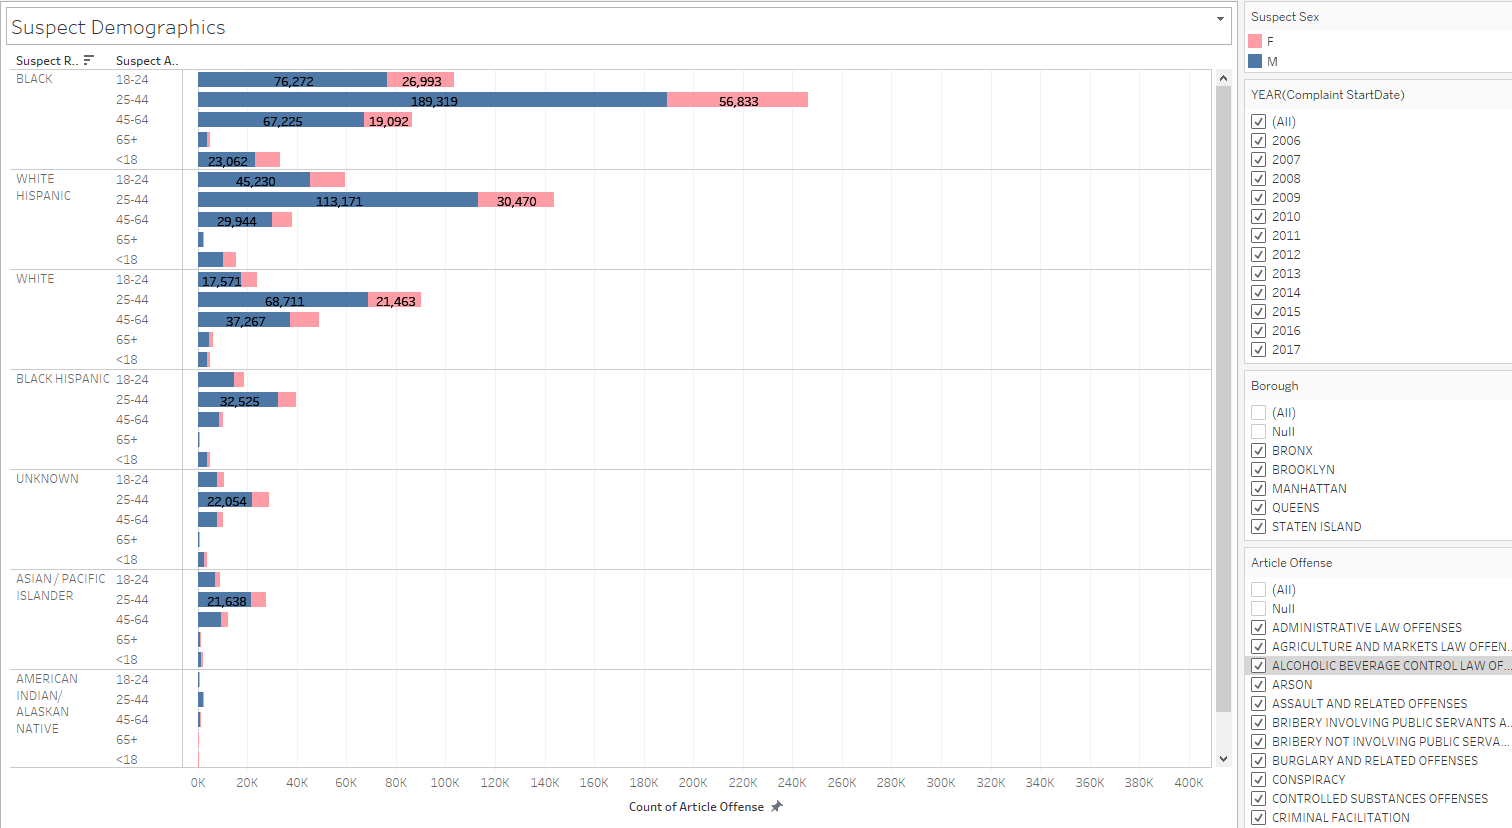 Suspect Demographics
Suspect R.. Suspect A..
BLACK 18-24 76,272 26,993
25-44 189,319 56,833
45-64 67,225 19,092
65+
<18 23,062
WHITE 18-24 45,230
HISPANIC 25-44 113,171 30,470
45-64 29,944
65+
<18
WHITE 18-24 17,571
25-44 68,711 21,463
45-64 37,267
65+
<18
BLACK HISPANIC 18-24
25-44 32,525
45-64
65+
<18
UNKNOWN 18-24
25-44 22,054
45-64
65+
<18
ASIAN / PACIFIC 18-24
ISLANDER 25-44 21,638
45-64
65+
<18
AMERICAN 18-24
INDIAN/ 25-44
ALASKAN 45-64
NATIVE 65+
<18
0K 20K 40K 60K 80K 100K 120K 140K 160K 180K 200K 220K 240K 260K 280K 300K 320K 340K 360K 380K 400K
Count of Article Offense
Suspect Sex
F
M
YEAR(Complaint StartDate)
(All)
2006
2007
2008
2009
2010
2011
2012
2013
2014
2015
2016
2017
Borough
(All)
Null
BRONX
BROOKLYN
MANHATTAN
QUEENS
STATEN ISLAND
Article Offense
(All)
Null
ADMINISTRATIVE LAW OFFENSES
AGRICULTURE AND MARKETS LAW OFFEN..
ALCOHOLIC BEVERAGE CONTROL LAW OF...
ARSON
ASSAULT AND RELATED OFFENSES
BRIBERY INVOLVING PUBLIC SERVANTS A..
BRIBERY NOT INVOLVING PUBLIC SERVA...
BURGLARY AND RELATED OFFENSES
CONSPIRACY
CONTROLLED SUBSTANCES OFFENSES
CRIMINAL FACILITATION